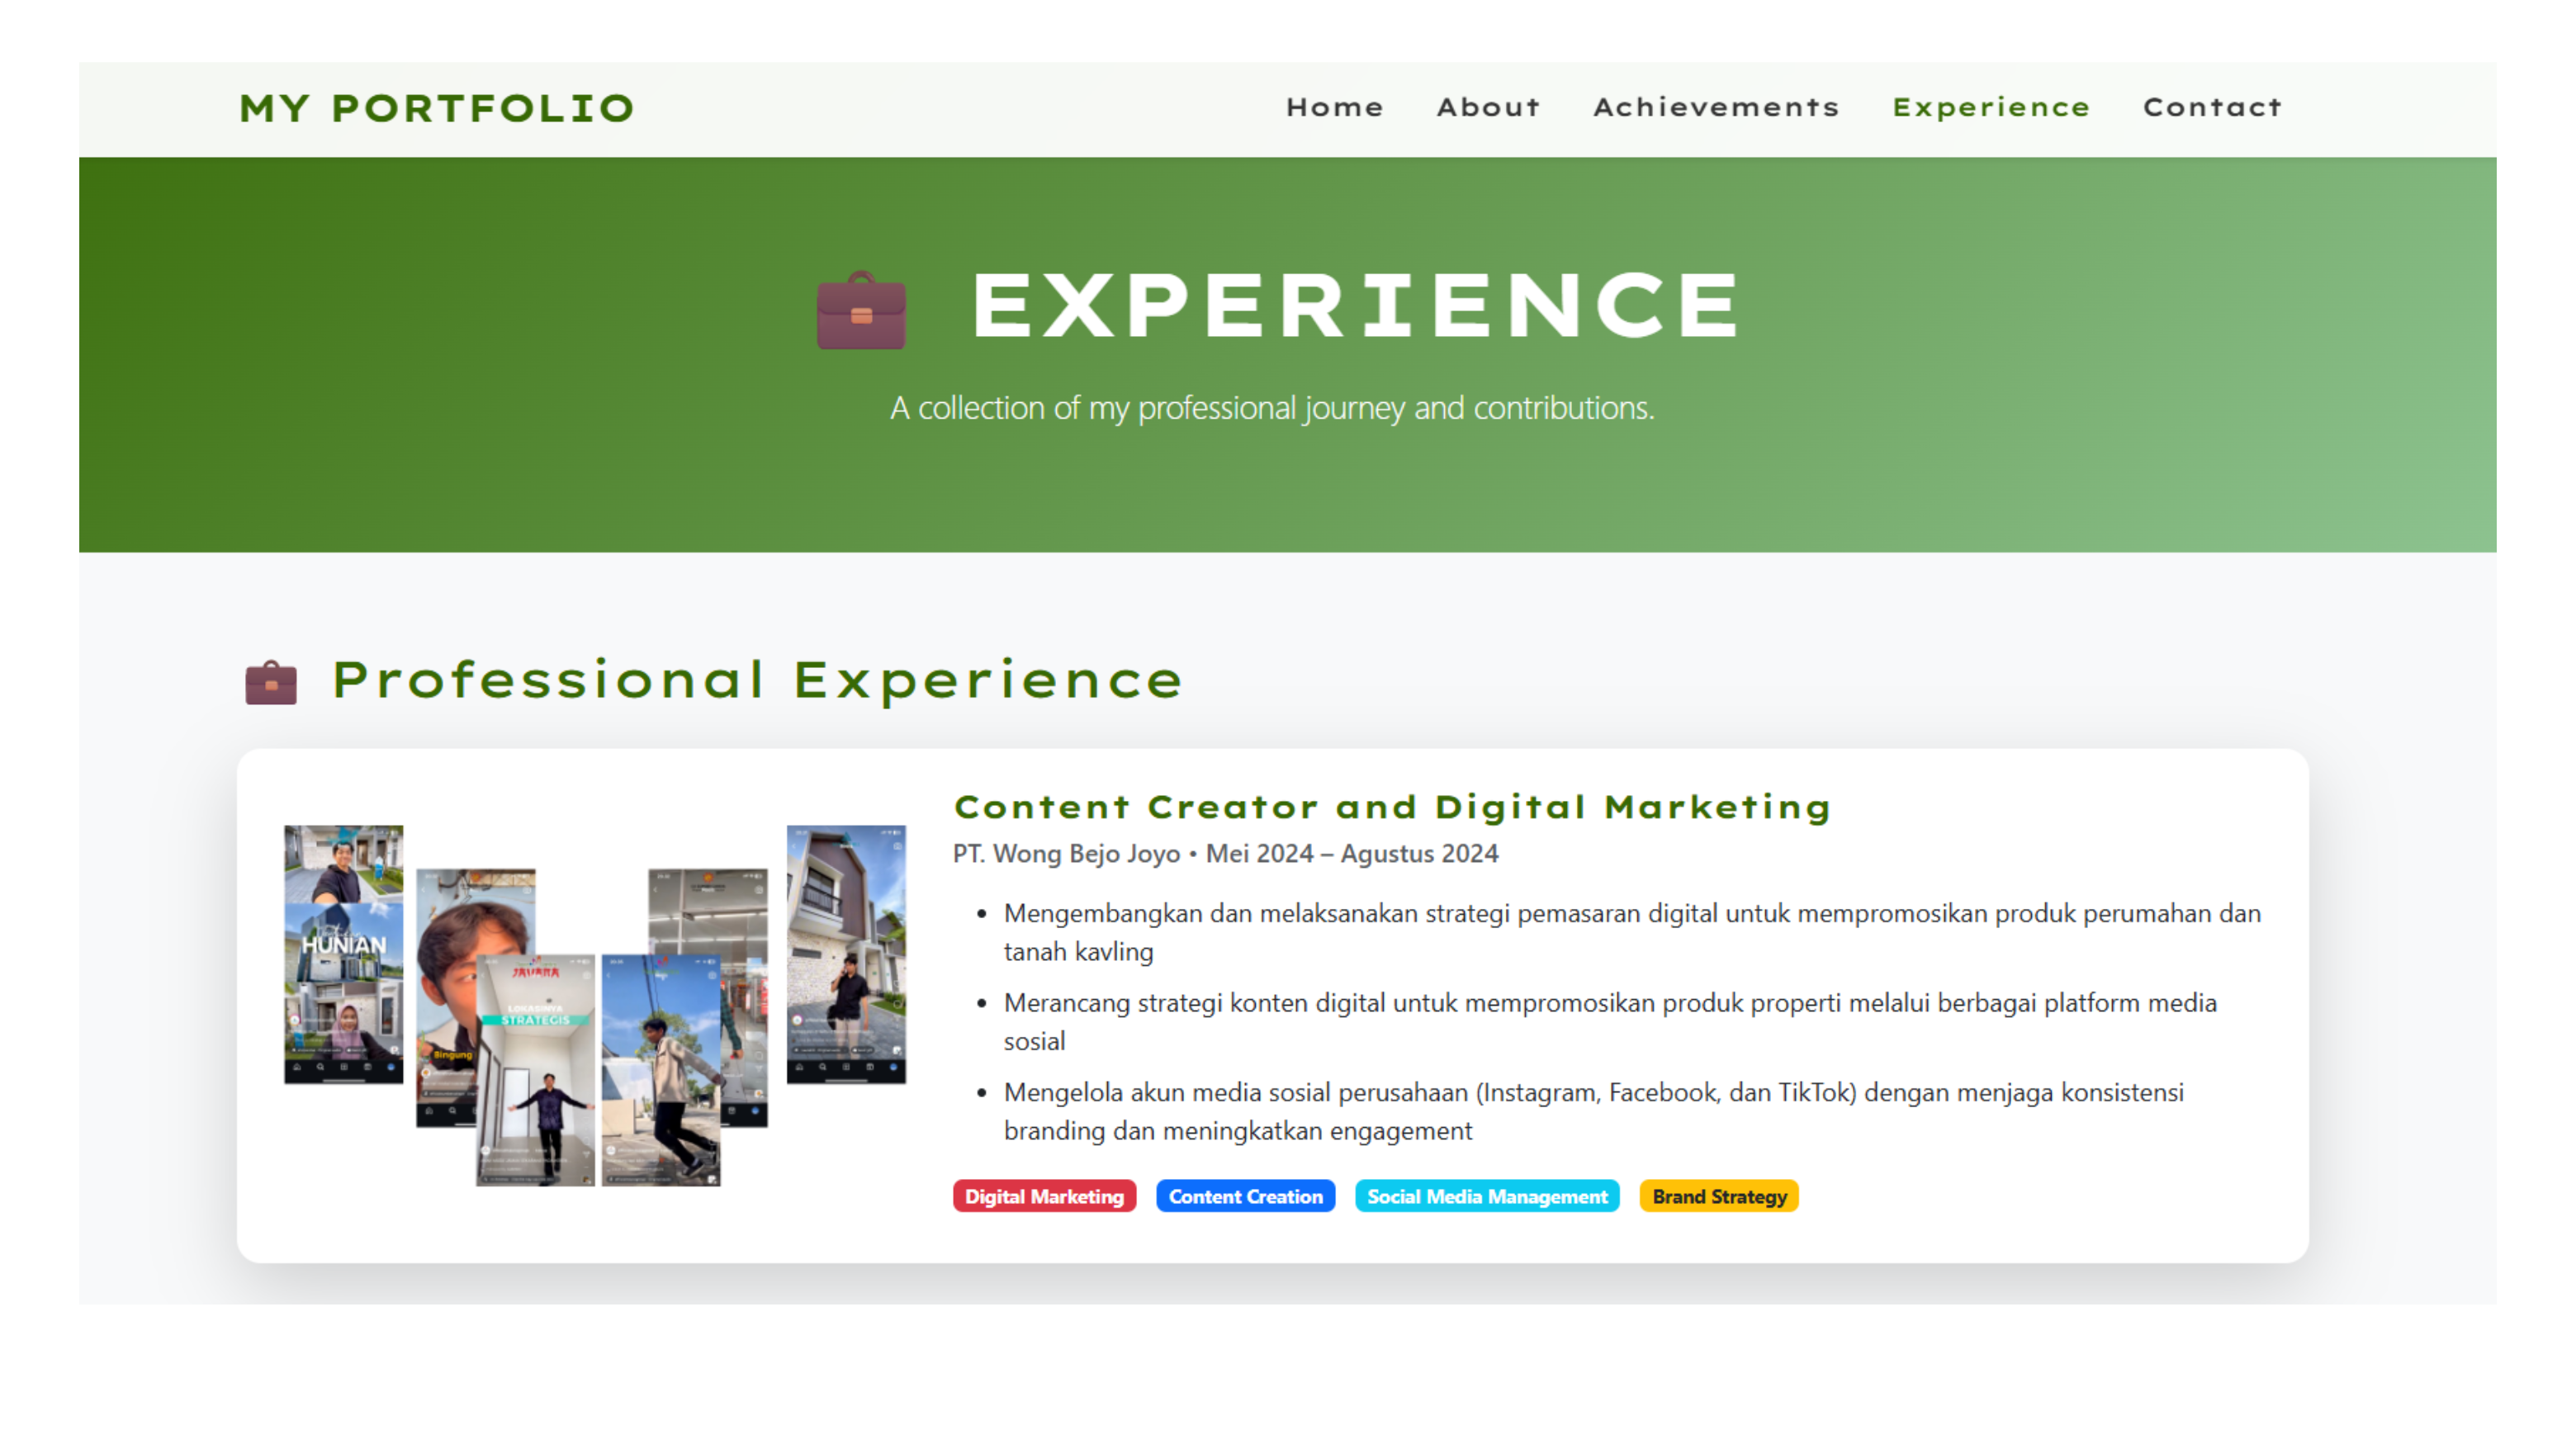 MY PORTFOLIO
Home About Achievements Experience Contact
EXPERIENCE
A collection of my professional journey and contributions.
Professional Experience
HUNIAN
Bingung
LOKASINYA
STRATEGIS
Content Creator and Digital Marketing
PT. Wong Bejo Joyo • Mei 2024 – Agustus 2024
• Mengembangkan dan melaksanakan strategi pemasaran digital untuk mempromosikan produk perumahan dan
tanah kavling
• Merancang strategi konten digital untuk mempromosikan produk properti melalui berbagai platform media
sosial
• Mengelola akun media sosial perusahaan (Instagram, Facebook, dan TikTok) dengan menjaga konsistensi
branding dan meningkatkan engagement
Digital Marketing Content Creation Social Media Management Brand Strategy